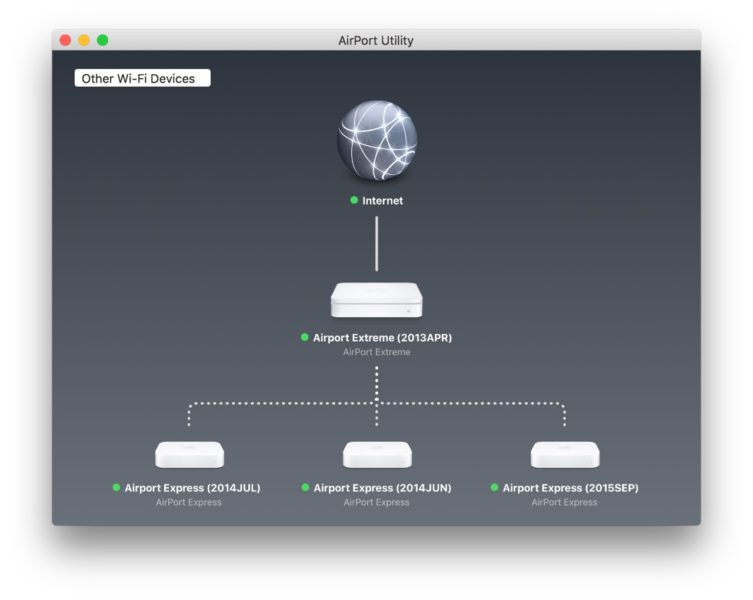 AirPort Utility
Other Wi-Fi Devices
Internet
Airport Extreme (2013APR)
AirPort Extreme
Airport Express (2014JUL)
AirPort Express
Airport Express (2014JUN)
AirPort Express
Airport Express (2015SEP)
AirPort Express